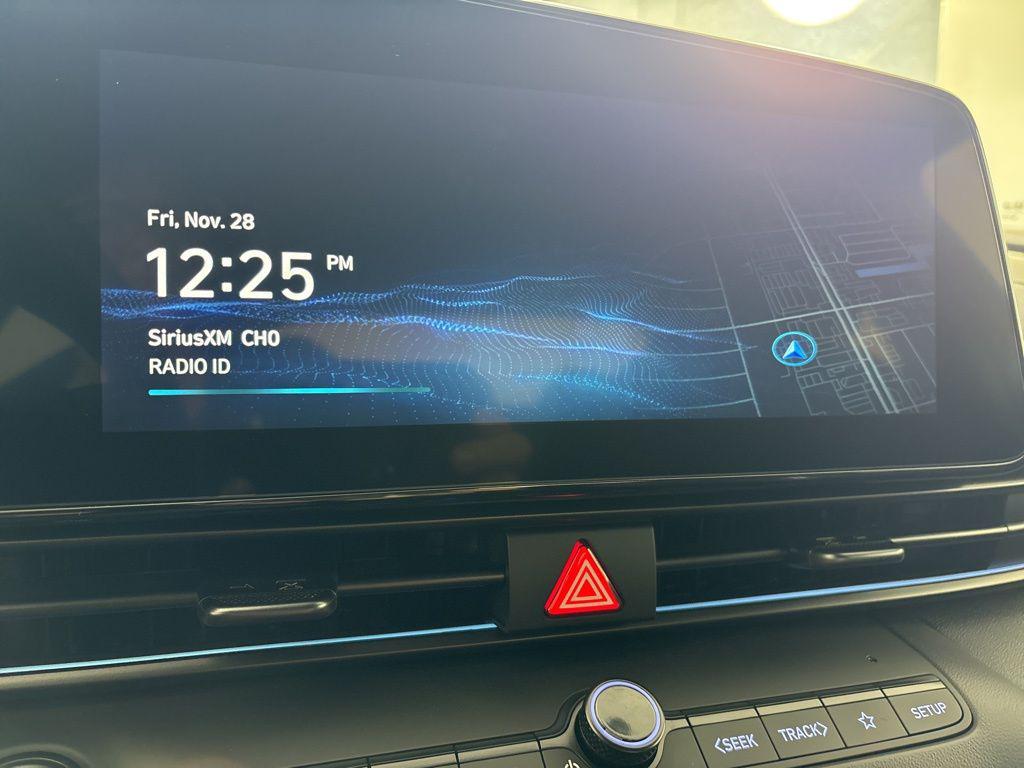 Fri, Nov. 28
12:25 PM
SiriusXM CH0
RADIO ID
<SEEK
TRACK>
SETUP